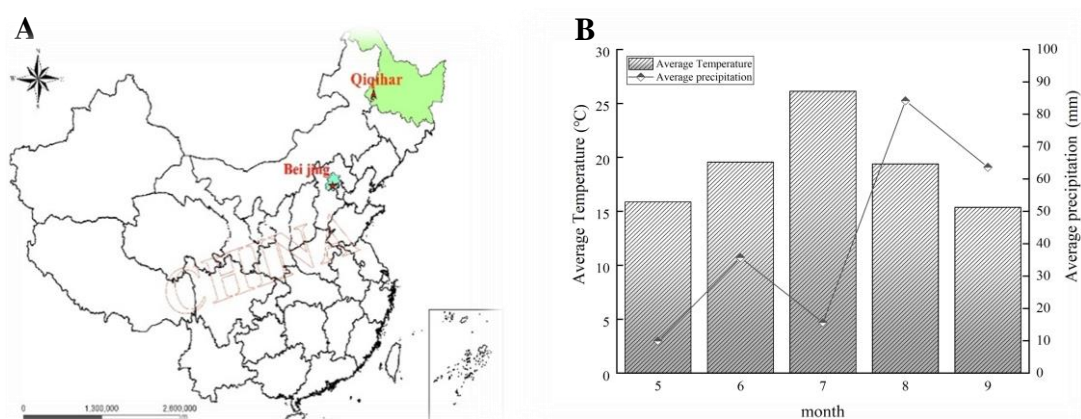 A
N
Qiqihar
Bei jing
CHINA
0 1,300,000 2,600,000
B
Average Temperature
Average precipitation
Average Temperature (°C)
30
25
20
15
10
5
0
5 6 7 8 9
month
100
90
80
70
60
50
40
30
20
10
0
Average precipitation (mm)